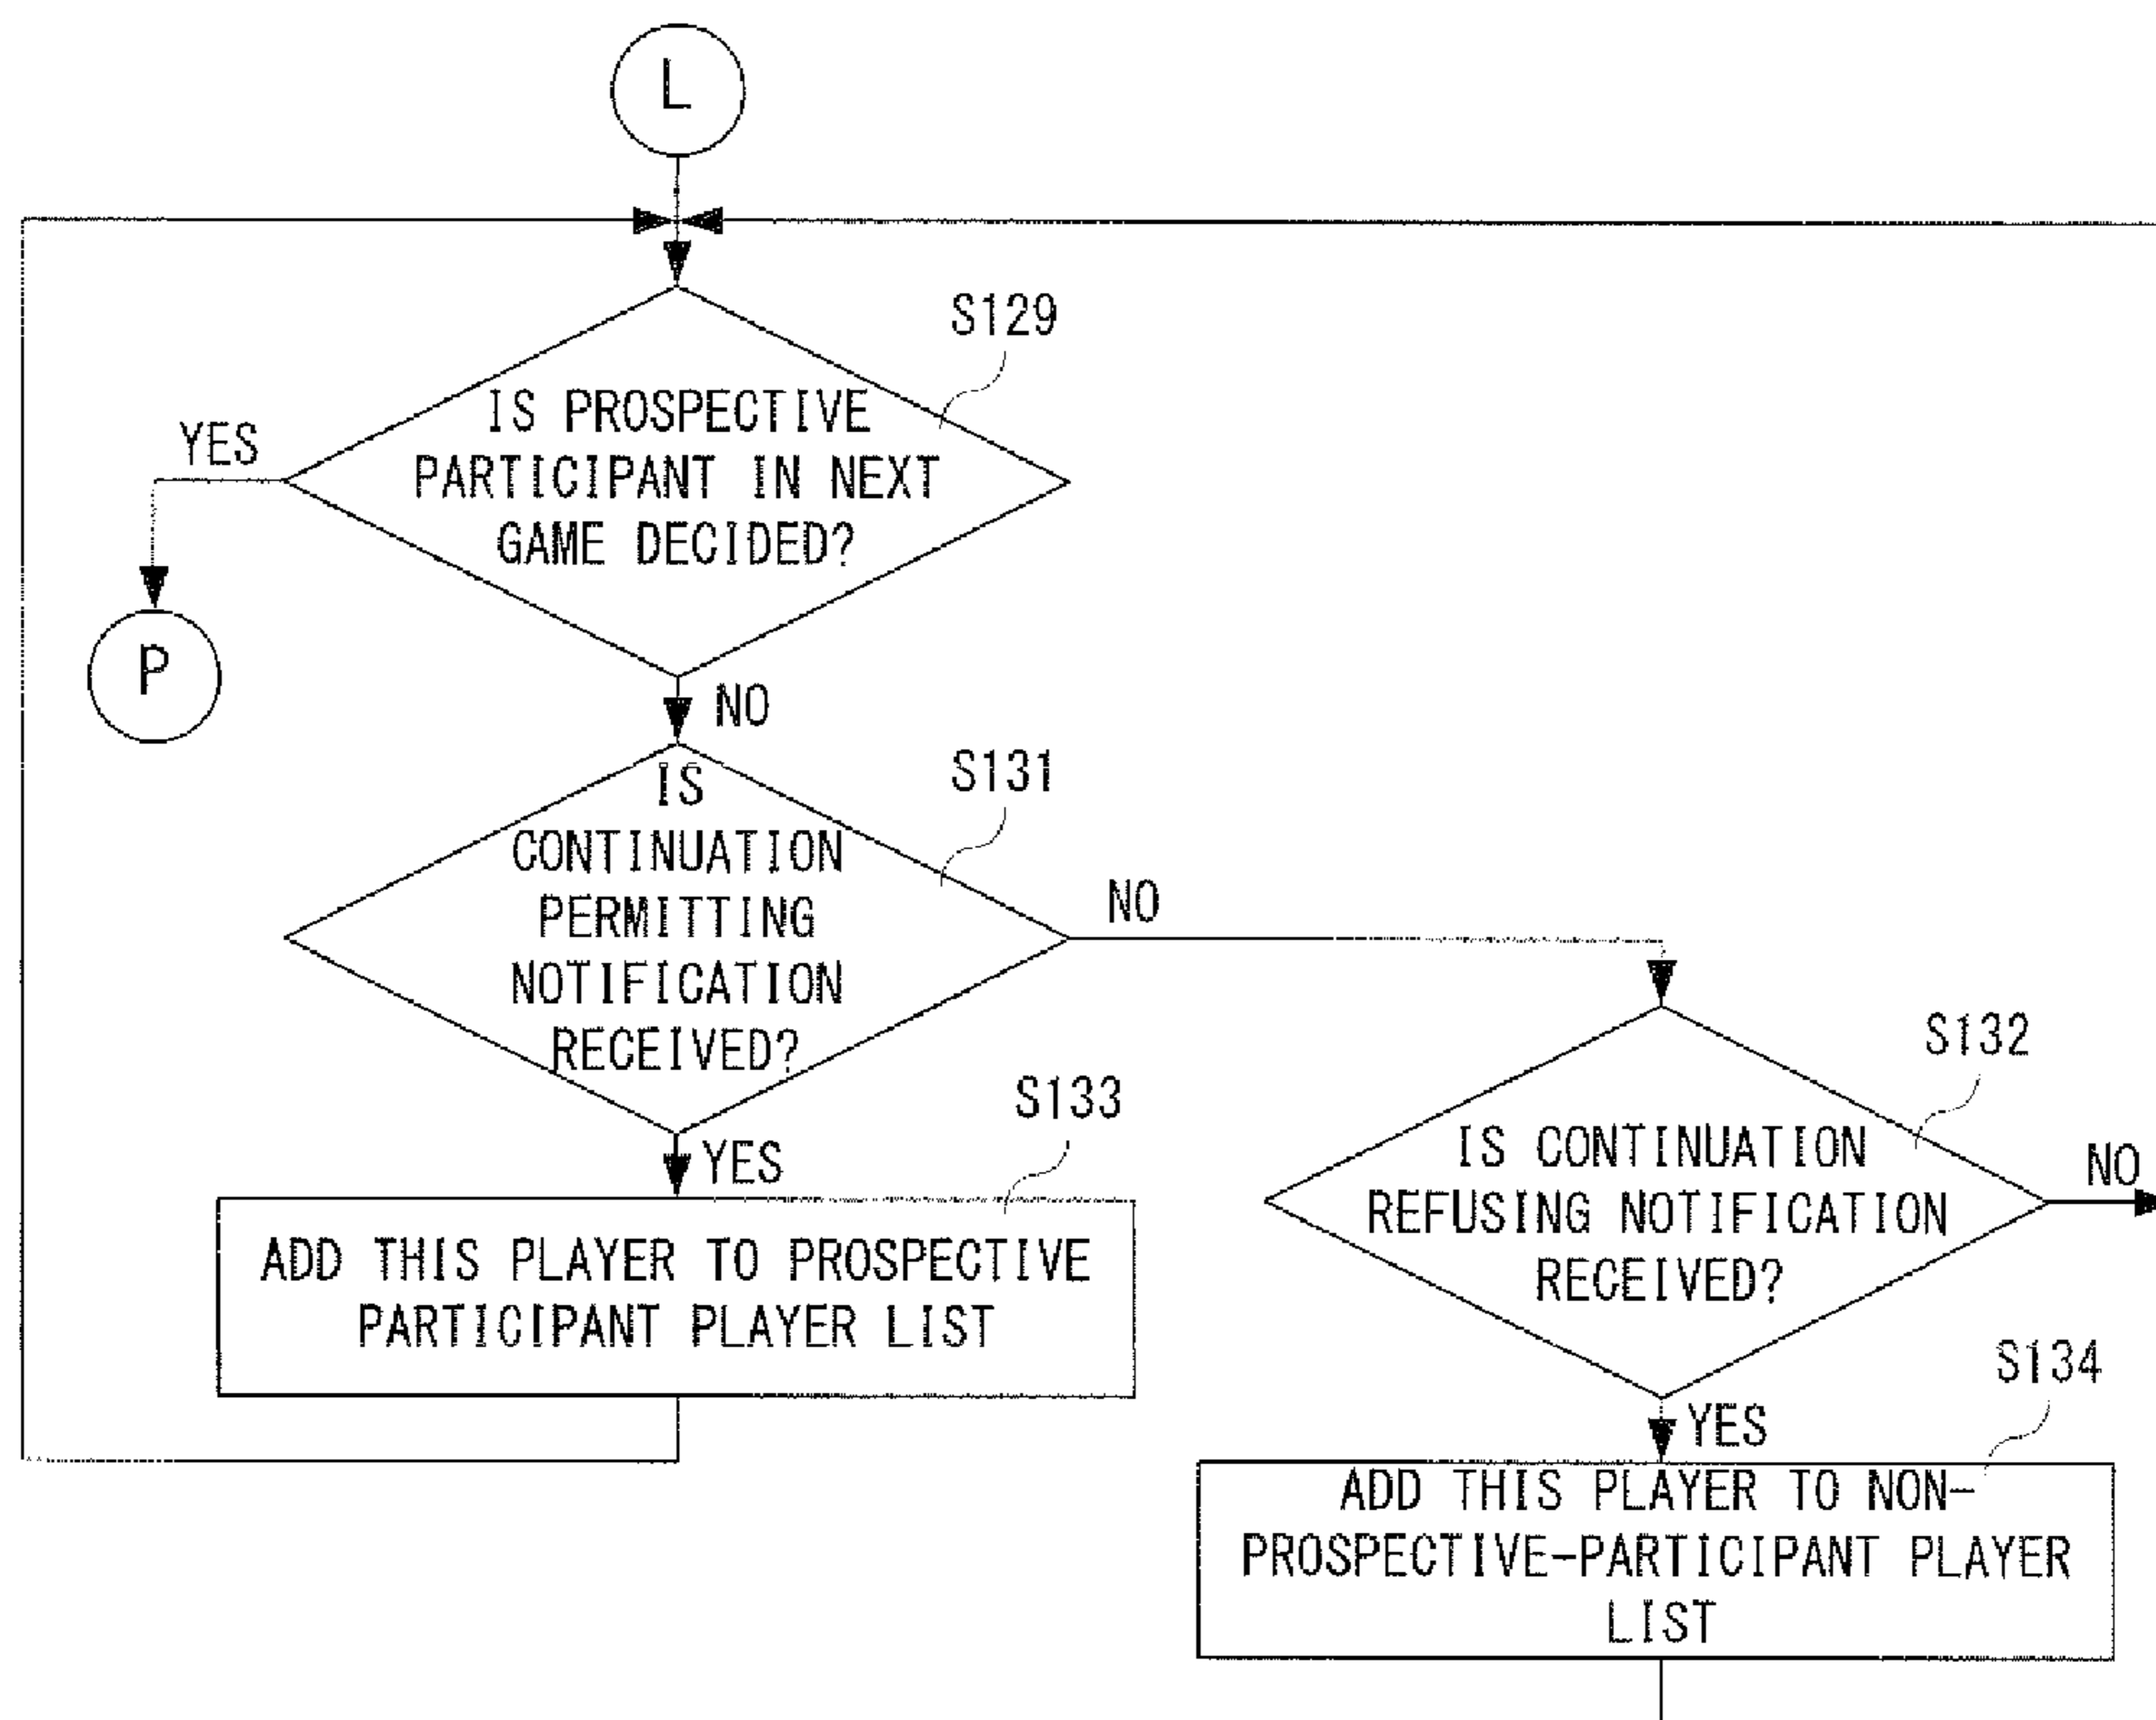 L
S129
IS PROSPECTIVE
PARTICIPANT IN NEXT
GAME DECIDED?
YES
P
NO
S131
IS
CONTINUATION
PERMITTING
NOTIFICATION
RECEIVED?
NO
S132
IS CONTINUATION
REFUSING NOTIFICATION
RECEIVED?
NO
YES
S133
ADD THIS PLAYER TO PROSPECTIVE
PARTICIPANT PLAYER LIST
YES
S134
ADD THIS PLAYER TO NON-
PROSPECTIVE-PARTICIPANT PLAYER
LIST